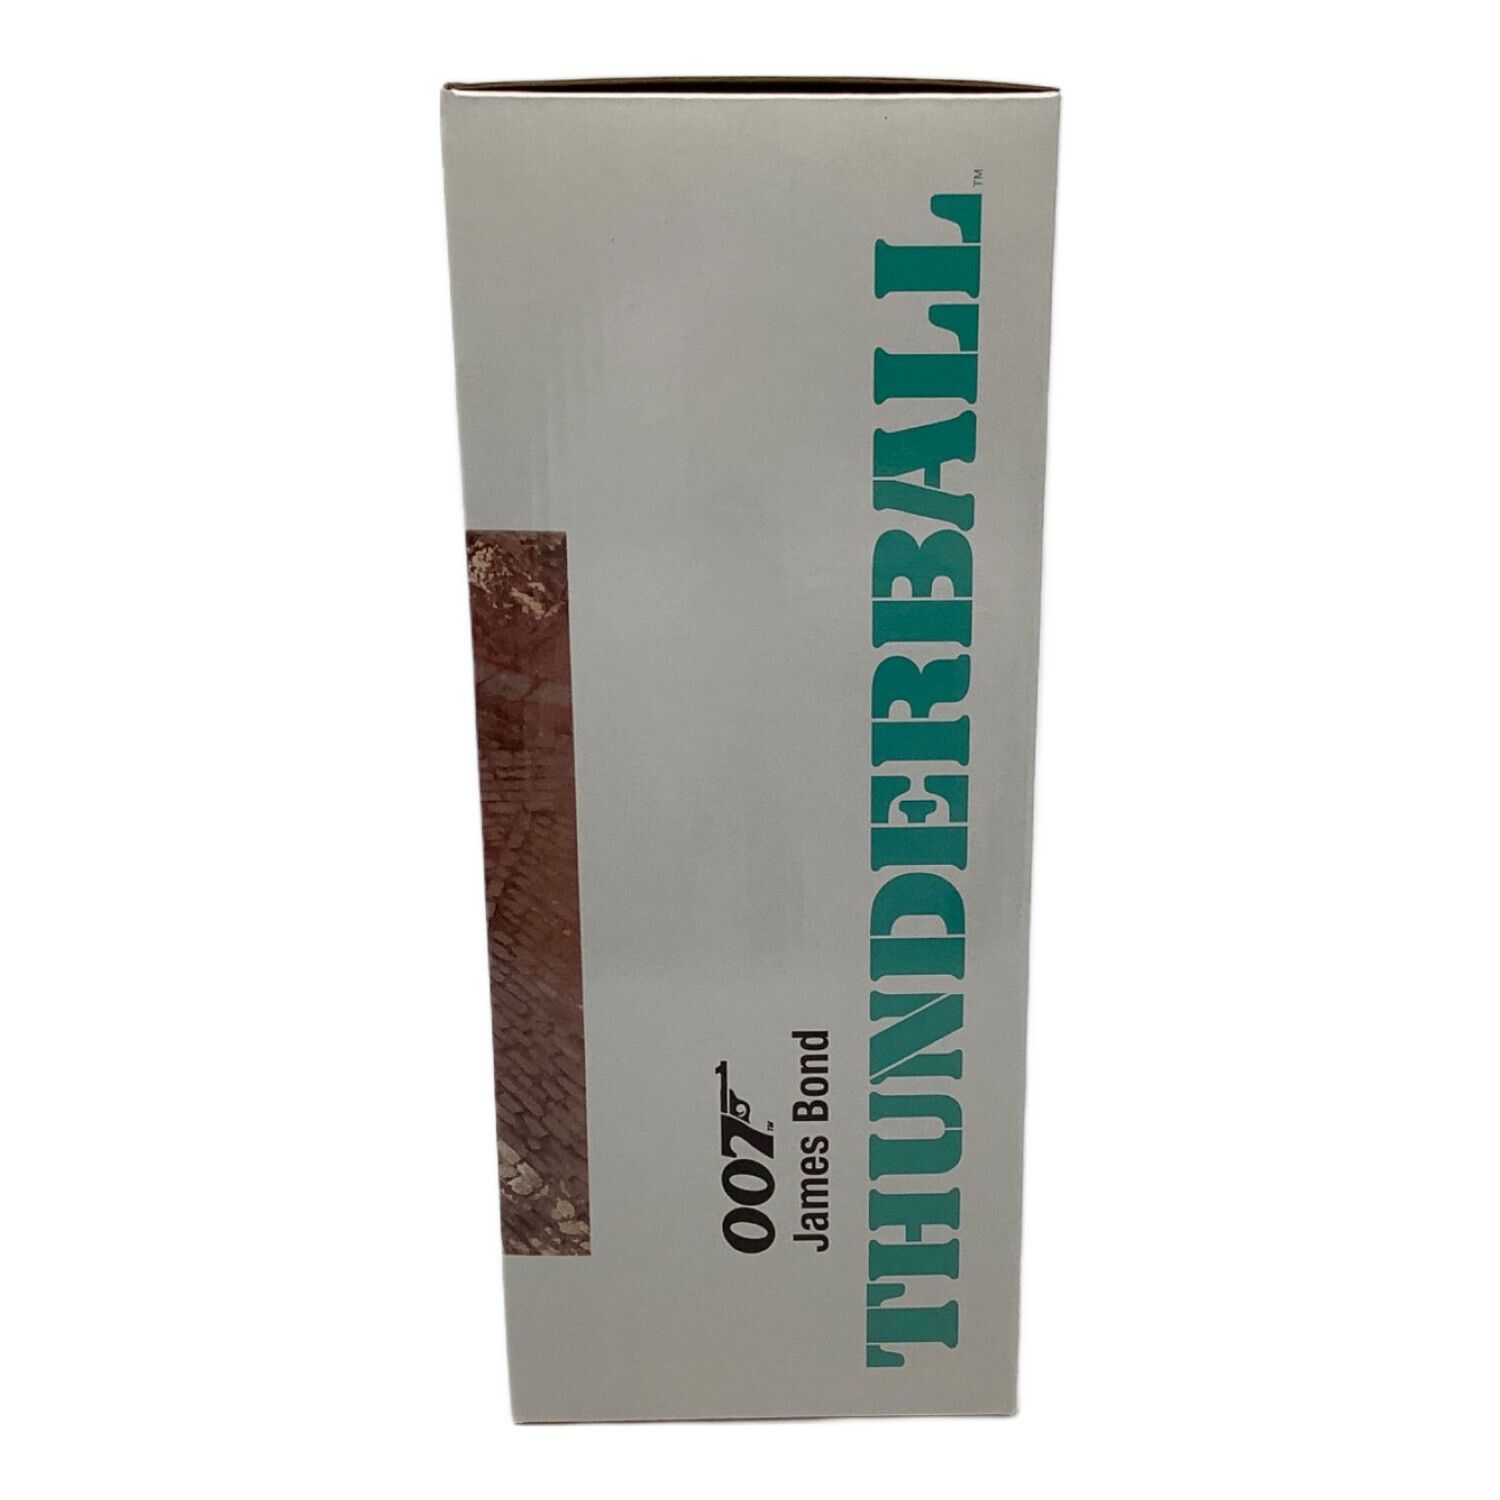 007™
James Bond
THUNDERBALL™